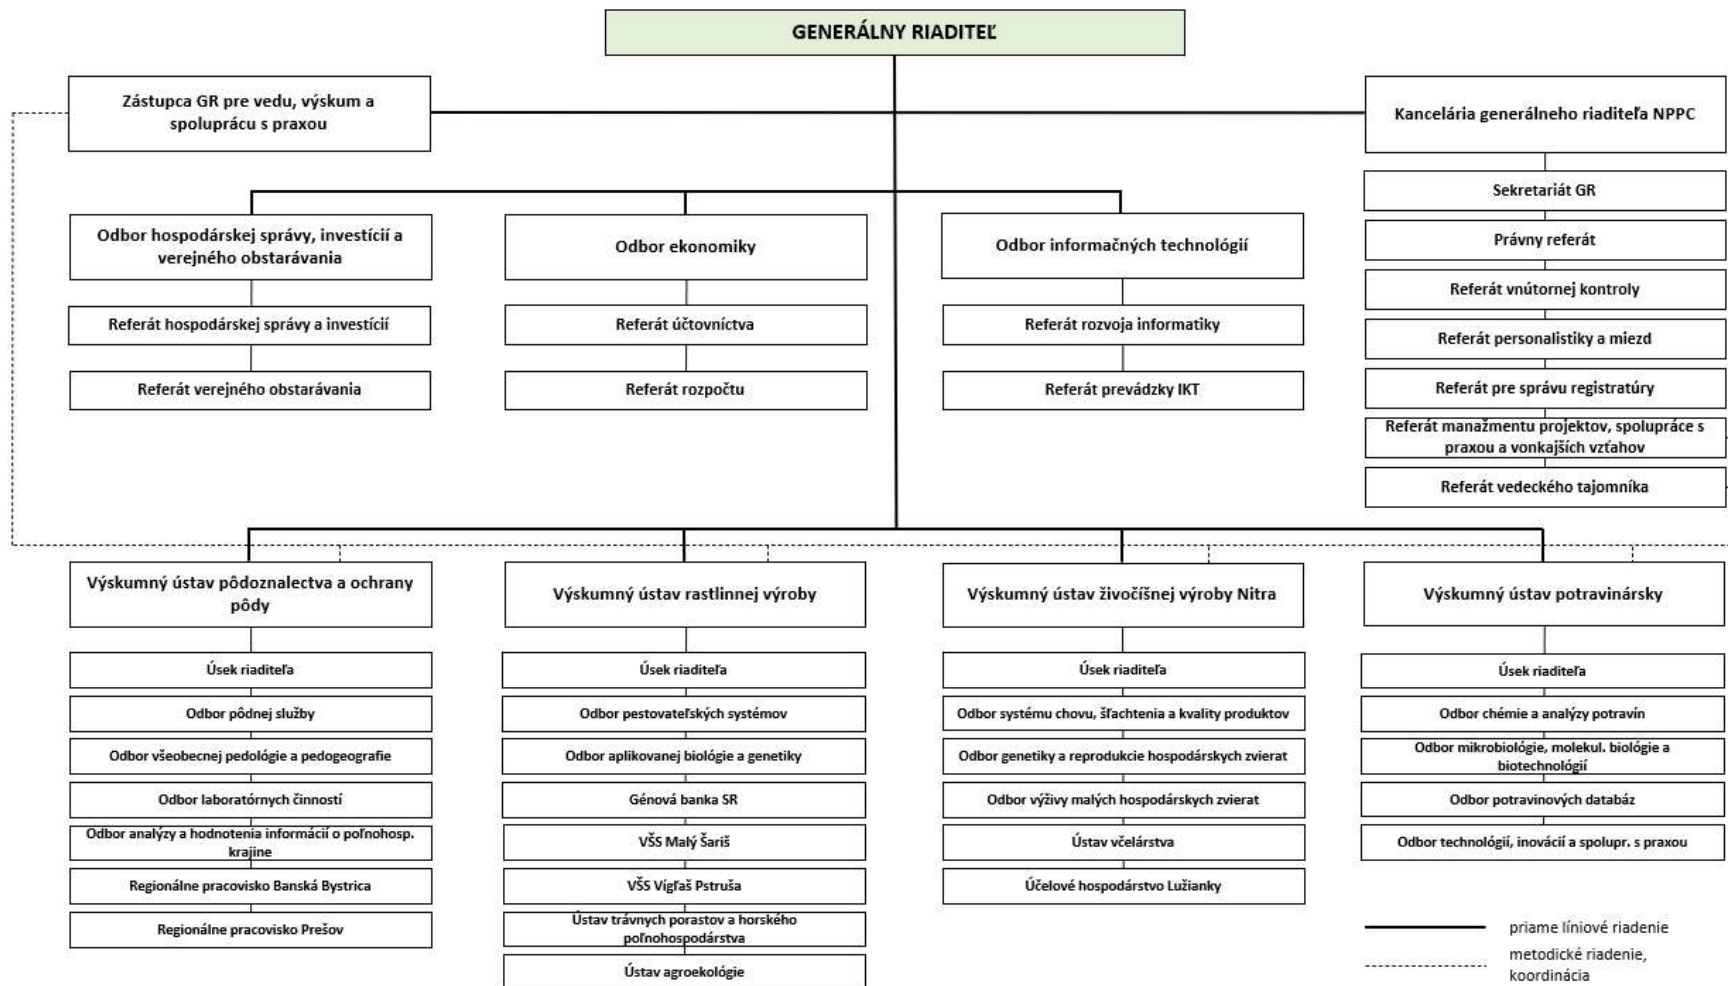 GENERÁLNY RIADITEĽ
Zástupca GR pre vedu, výskum a
spoluprácu s praxou
Kancelária generálneho riaditeľa NPPC
Sekretariát GR
Právny referát
Referát vnútornej kontroly
Referát personalistiky a miezd
Referát pre správu registratúry
Referát manažmentu projektov, spolupráce s
praxou a vonkajších vzťahov
Referát vedeckého tajomníka
Odbor hospodárskej správy, investícií a
verejného obstarávania
Referát hospodárskej správy a investícií
Referát verejného obstarávania
Odbor ekonomiky
Referát účtovníctva
Referát rozpočtu
Odbor informačných technológií
Referát rozvoja informatiky
Referát prevádzky IKT
Výskumný ústav pôdoznalectva a ochrany
pôdy
Úsek riaditeľa
Odbor pôdnej služby
Odbor všeobecnej pedológie a pedogeografie
Odbor laboratórnych činností
Odbor analýzy a hodnotenia informácií o poľnohosp.
krajine
Regionálne pracovisko Banská Bystrica
Regionálne pracovisko Prešov
Výskumný ústav rastlinnej výroby
Úsek riaditeľa
Odbor pestovateľských systémov
Odbor aplikovanej biológie a genetiky
Génová banka SR
VŠS Malý Šariš
VŠS Vígľaš Pstruša
Ústav trávnych porastov a horského
poľnohospodárstva
Ústav agroekológie
Výskumný ústav živočíšnej výroby Nitra
Úsek riaditeľa
Odbor systému chovu, šľachtenia a kvality produktov
Odbor genetiky a reprodukcie hospodárskych zvierat
Odbor výživy malých hospodárskych zvierat
Ústav včelárstva
Účelové hospodárstvo Lužianky
Výskumný ústav potravinársky
Úsek riaditeľa
Odbor chémie a analýzy potravín
Odbor mikrobiológie, molekul. biológie a
biotechnológií
Odbor potravinových databáz
Odbor technológií, inovácií a spolupr. s praxou
priame líniové riadenie
metodické riadenie,
koordinácia